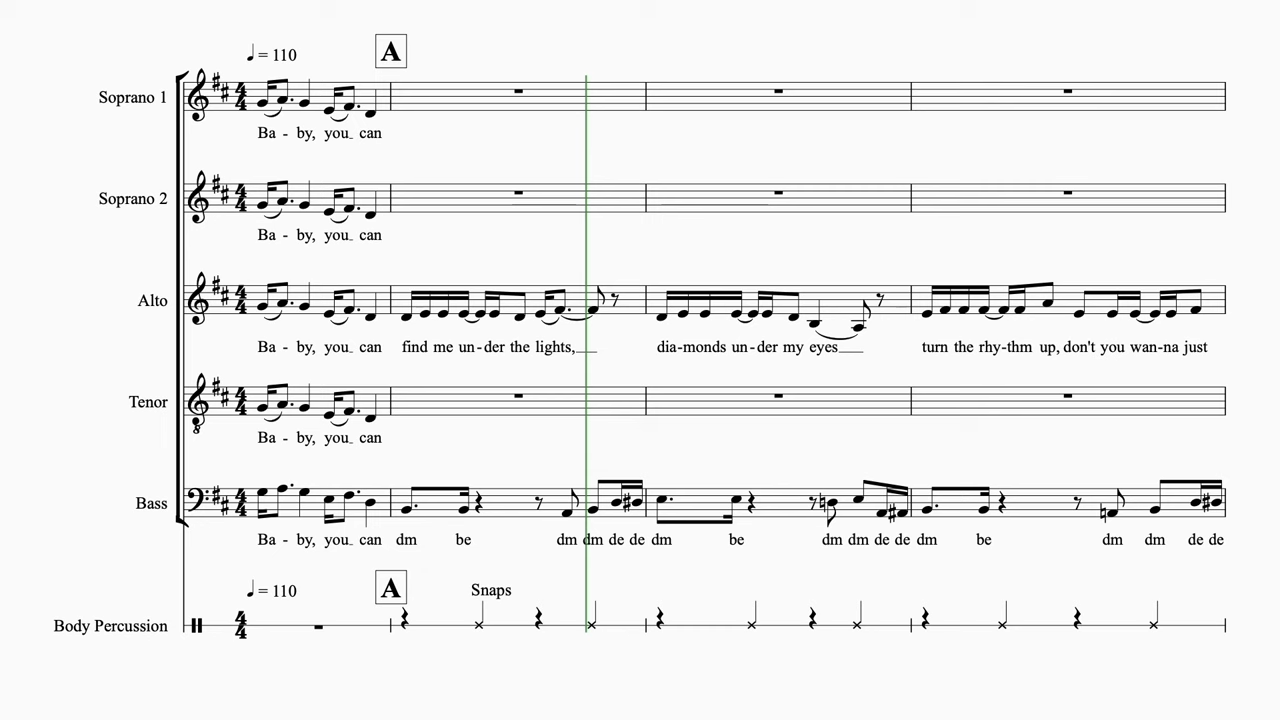 ♩ = 110 A
Soprano 1
Ba - by, you can
Soprano 2
Ba - by, you can
Alto
Ba - by, you can find me un-der the lights, dia-monds un-der my eyes turn the rhy-thm up, don't you wan-na just
Tenor
Ba - by, you can
Bass
Ba - by, you can dm be dm dm de de dm be dm dm de de dm be dm dm de de
♩ = 110 A Snaps
Body Percussion